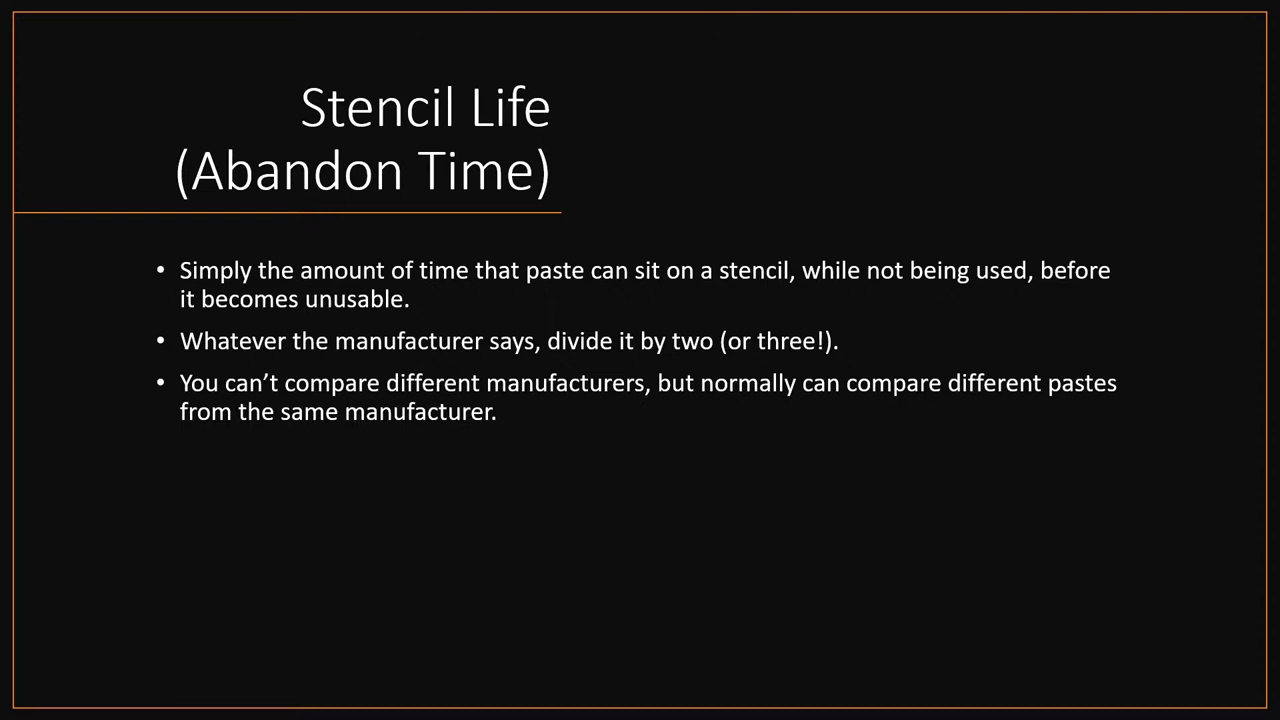 Stencil Life
(Abandon Time)
• Simply the amount of time that paste can sit on a stencil, while not being used, before
it becomes unusable.
• Whatever the manufacturer says, divide it by two (or three!).
• You can’t compare different manufacturers, but normally can compare different pastes
from the same manufacturer.